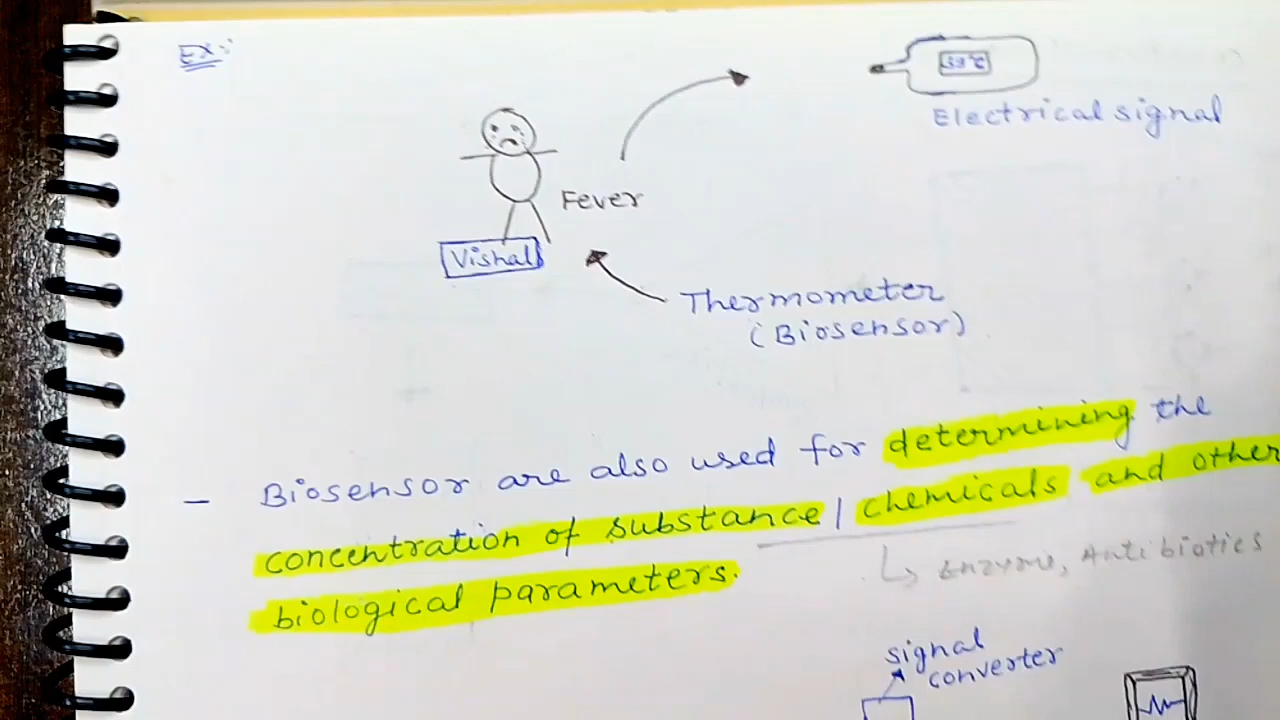 Ex:
Electrical signal
Fever
Vishal
Thermometer
(Biosensor)
- Biosensor are also used for determining the
concentration of substance / chemicals and other
biological parameters.
↳ Enzyme, Antibiotics
signal
converter